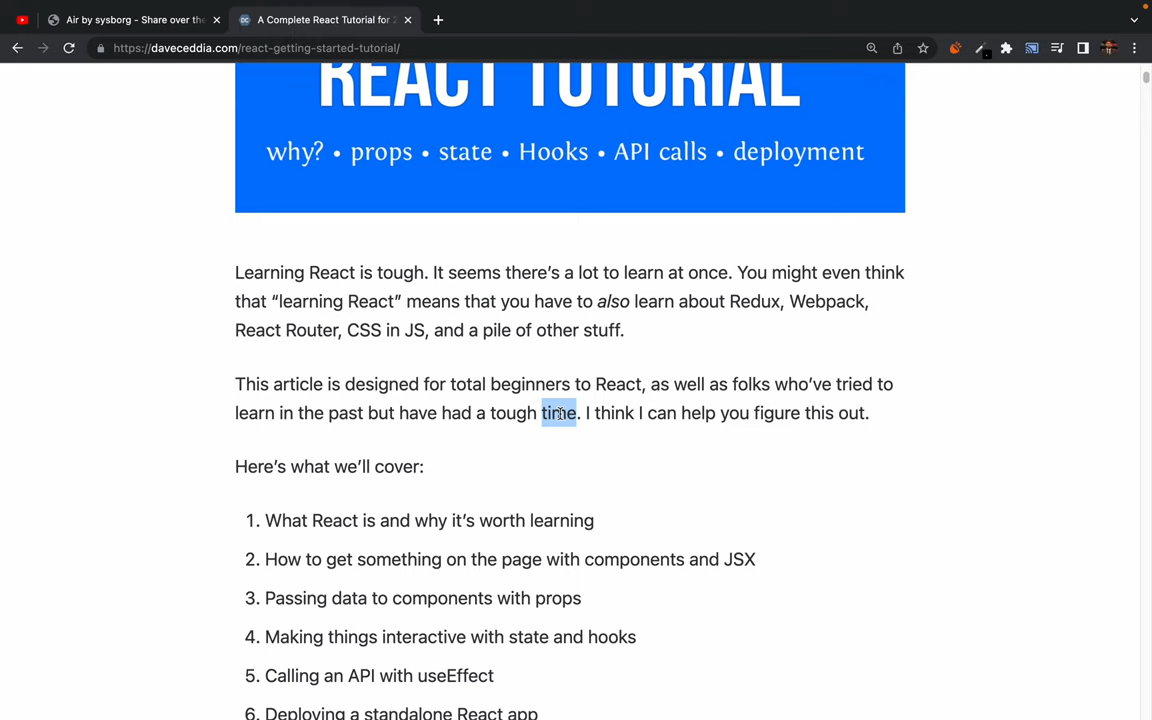 Air by sysborg - Share over the
A Complete React Tutorial for 2
https://daveceddia.com/react-getting-started-tutorial/
REACT TUTORIAL
why? • props • state • Hooks • API calls • deployment
Learning React is tough. It seems there's a lot to learn at once. You might even think
that “learning React” means that you have to also learn about Redux, Webpack,
React Router, CSS in JS, and a pile of other stuff.
This article is designed for total beginners to React, as well as folks who've tried to
learn in the past but have had a tough time. I think I can help you figure this out.
Here's what we'll cover:
1. What React is and why it's worth learning
2. How to get something on the page with components and JSX
3. Passing data to components with props
4. Making things interactive with state and hooks
5. Calling an API with useEffect
6. Deploying a standalone React app